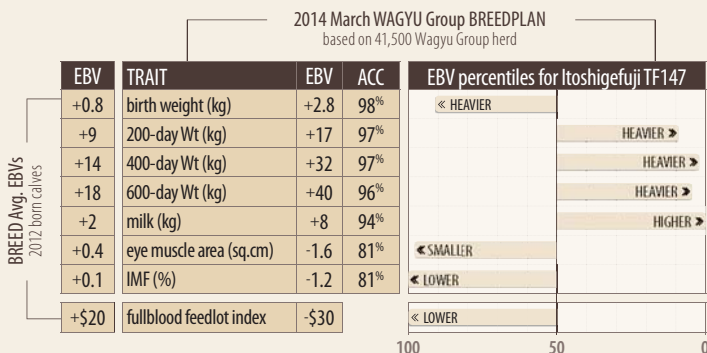 2014 March WAGYU Group BREEDPLAN
based on 41,500 Wagyu Group herd
EBV TRAIT EBV ACC EBV percentiles for Itoshigefuji TF147
BREED Avg. EBVs
2012 born calves
+0.8 birth weight (kg) +2.8 98% « HEAVIER
+9 200-day Wt (kg) +17 97% HEAVIER »
+14 400-day Wt (kg) +32 97% HEAVIER »
+18 600-day Wt (kg) +40 96% HEAVIER »
+2 milk (kg) +8 94% HIGHER »
+0.4 eye muscle area (sq.cm) -1.6 81% « SMALLER
+0.1 IMF (%) -1.2 81% « LOWER
+$20 fullblood feedlot index -$30 « LOWER
100 50 0